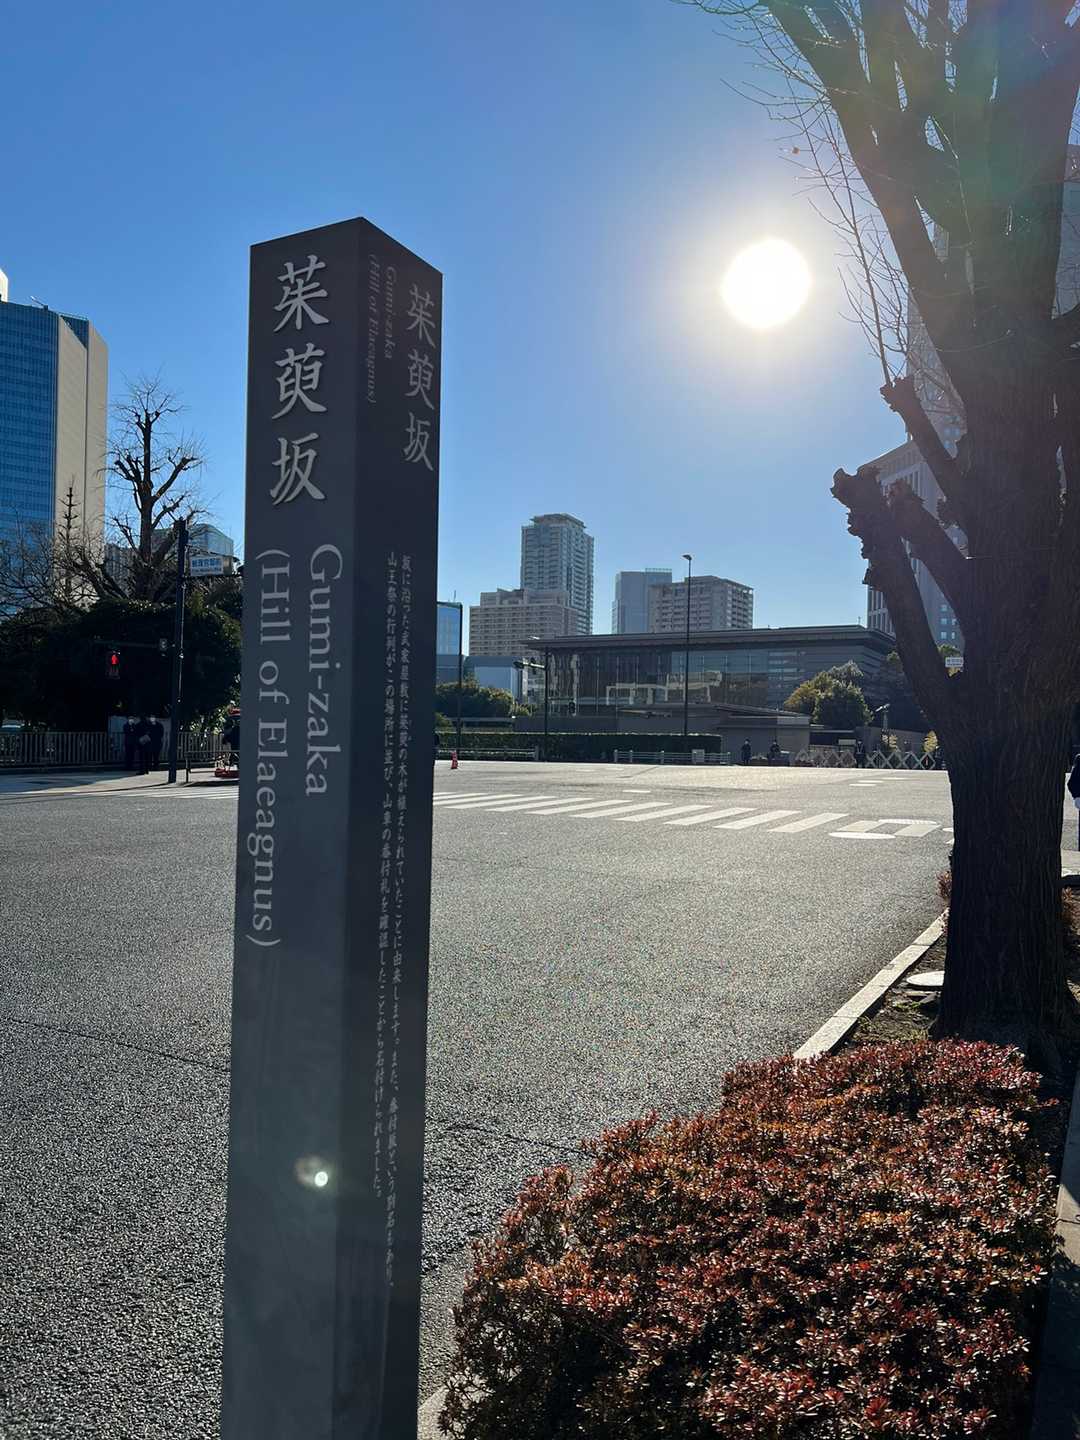 茱萸坂
Gumi-zaka
(Hill of Elaeagnus)
茱萸坂
Gumi-zaka
(Hill of Elaeagnus)
坂に沿った武家屋敷に茱萸の木が植えられていたことに由来します。また、番付坂という別名もあり、
山王祭の行列がこの場所に並び、山車の番付札を確認したことから名付けられました。